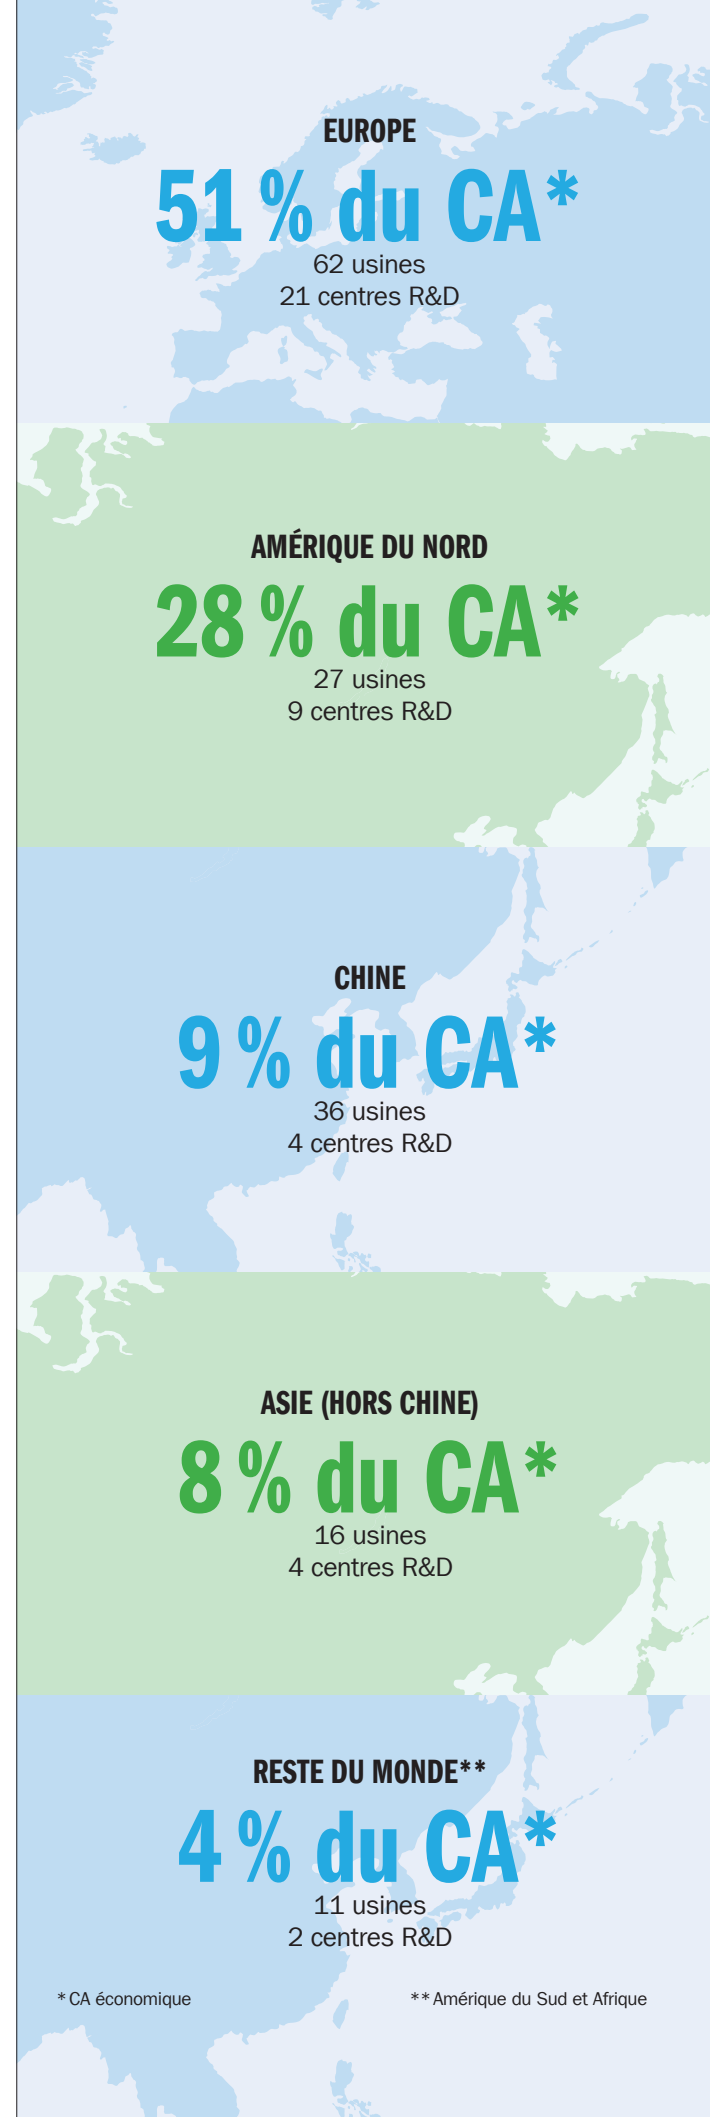 EUROPE
51 % du CA*
62 usines
21 centres R&D
AMÉRIQUE DU NORD
28 % du CA*
27 usines
9 centres R&D
CHINE
9 % du CA*
36 usines
4 centres R&D
ASIE (HORS CHINE)
8 % du CA*
16 usines
4 centres R&D
RESTE DU MONDE**
4 % du CA*
11 usines
2 centres R&D
* CA économique
** Amérique du Sud et Afrique